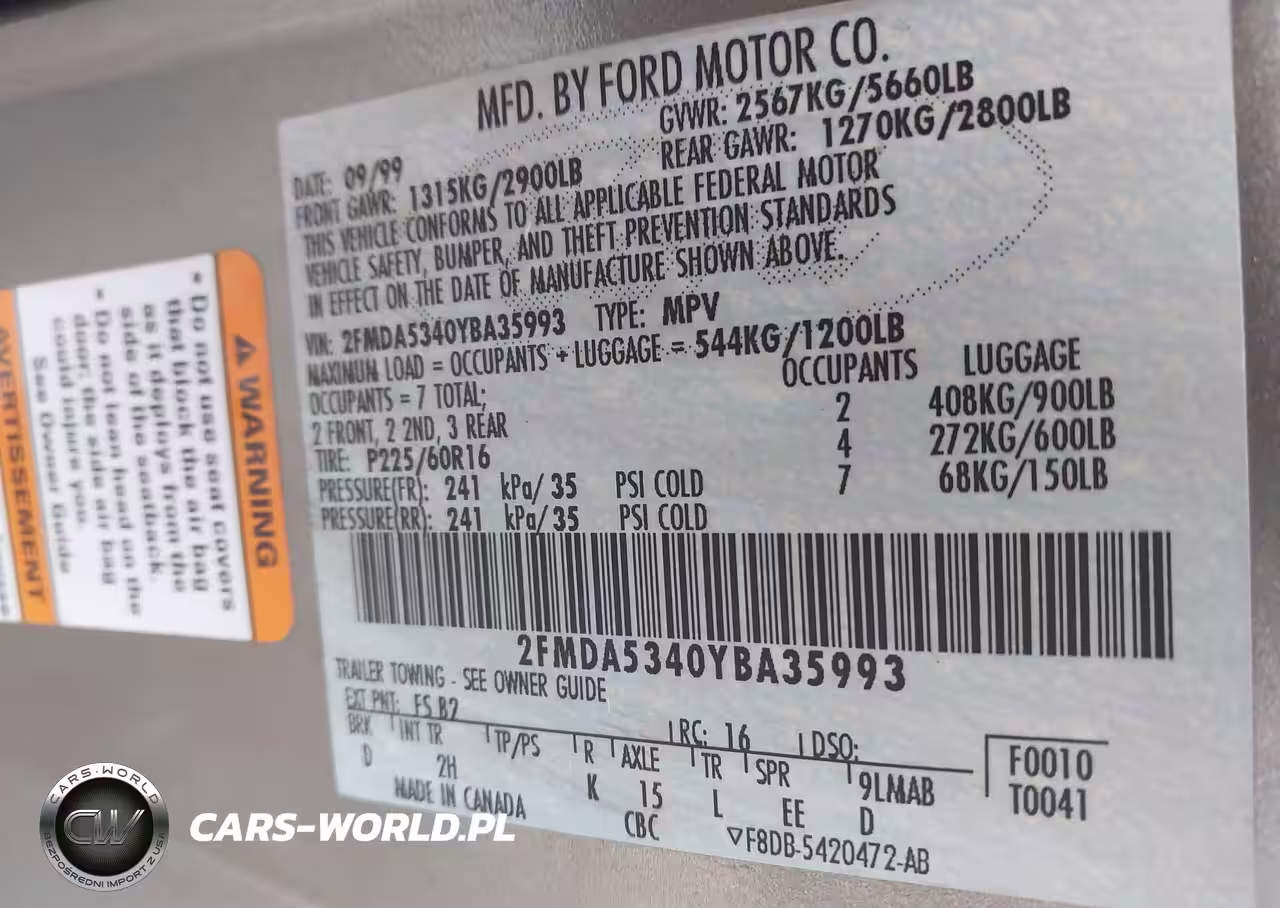 MFD. BY FORD MOTOR CO.
DATE: 09/99 GVWR: 2567KG/5660LB
FRONT GAWR: 1315KG/2900LB REAR GAWR: 1270KG/2800LB
THIS VEHICLE CONFORMS TO ALL APPLICABLE FEDERAL MOTOR
VEHICLE SAFETY, BUMPER, AND THEFT PREVENTION STANDARDS
IN EFFECT ON THE DATE OF MANUFACTURE SHOWN ABOVE.
VIN: 2FMDA5340YBA35993 TYPE: MPV
MAXIMUM LOAD = OCCUPANTS + LUGGAGE = 544KG/1200LB
OCCUPANTS = 7 TOTAL; OCCUPANTS LUGGAGE
2 FRONT, 2 2ND, 3 REAR 2 408KG/900LB
TIRE: P225/60R16 4 272KG/600LB
PRESSURE(FR): 241 kPa/ 35 PSI COLD 7 68KG/150LB
PRESSURE(RR): 241 kPa/ 35 PSI COLD
2FMDA5340YBA35993
TRAILER TOWING - SEE OWNER GUIDE
EXT PNT: FS B2 RC: 16 DSO:
BRK INT TR TP/PS R AXLE TR SPR 9LMAB
D 2H K 15 L EE D
MADE IN CANADA CBC
▽F8DB-5420472-AB
F0010
T0041
⚠ WARNING
• Do not use seat covers
that block the air bag
as it deploys from the
side of the seatback.
• Do not lean head on the
door, the side air bag
could injure you.
See Owner Guide
AVERTISSEMENT
CARS-WORLD
CW
BEZPOŚREDNI IMPORT Z USA
CARS-WORLD.PL